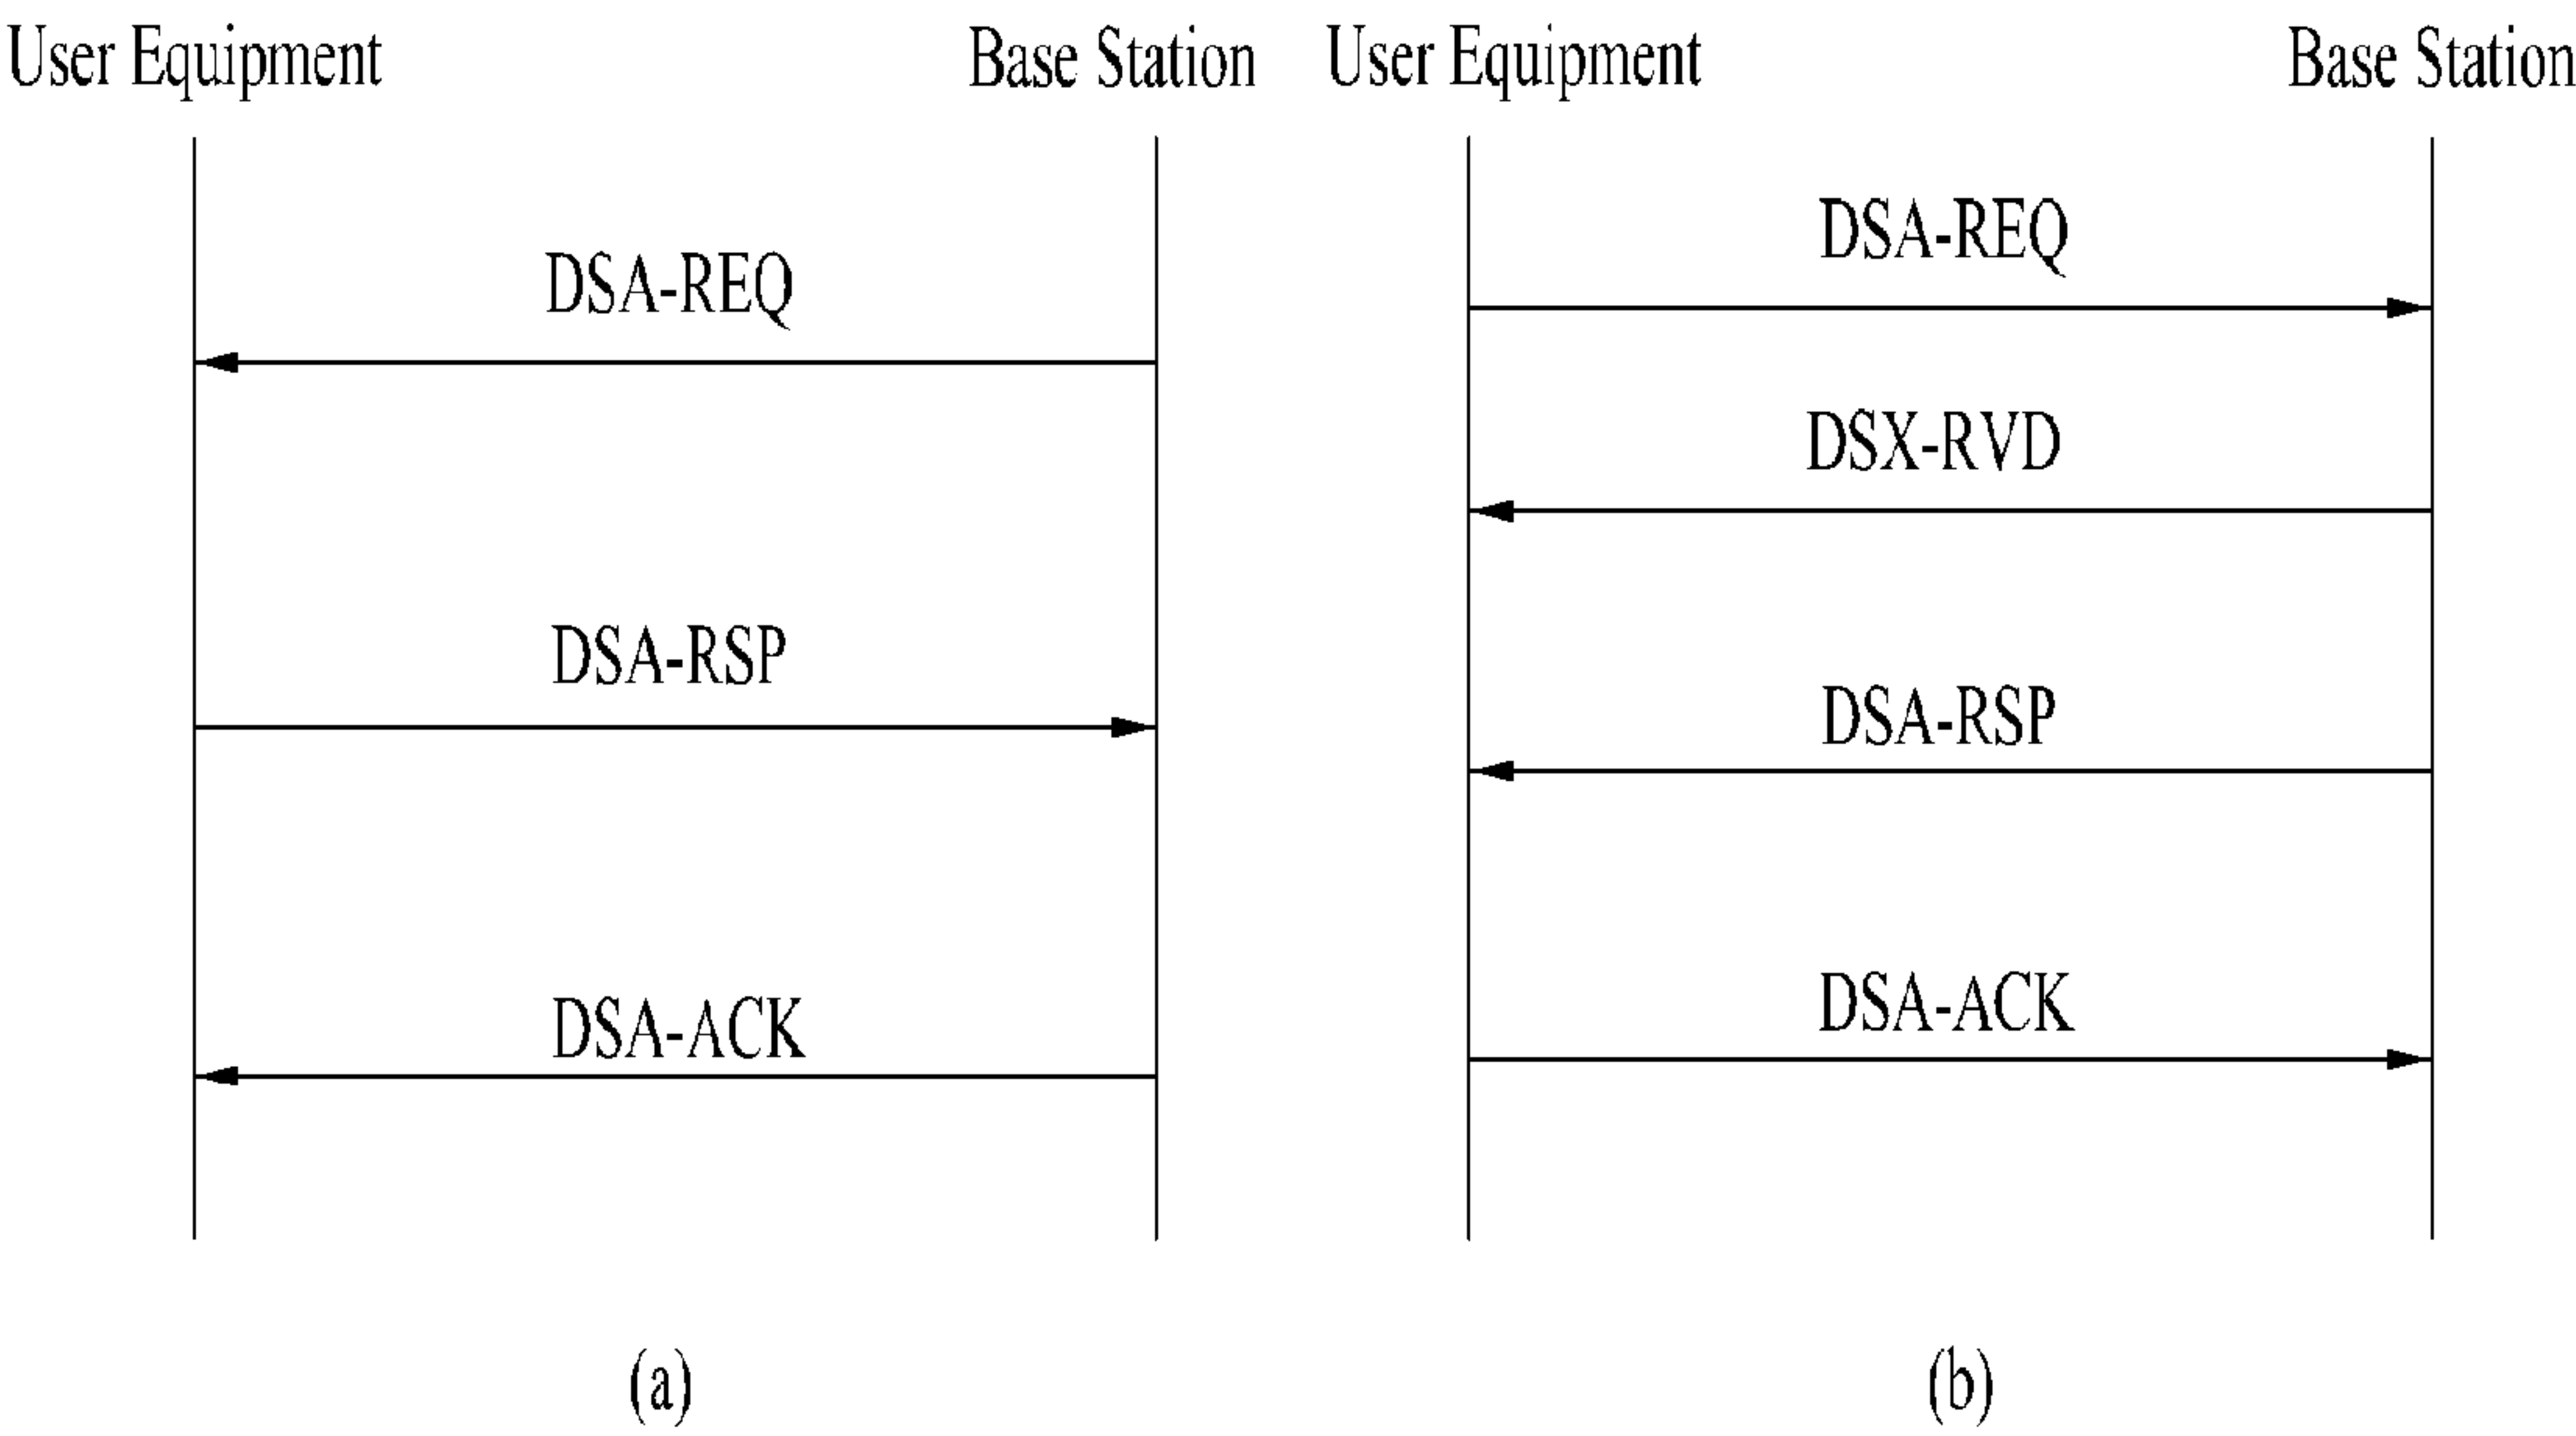 User Equipment
Base Station
DSA-REQ
DSA-RSP
DSA-ACK
(a)
User Equipment
Base Station
DSA-REQ
DSX-RVD
DSA-RSP
DSA-ACK
(b)